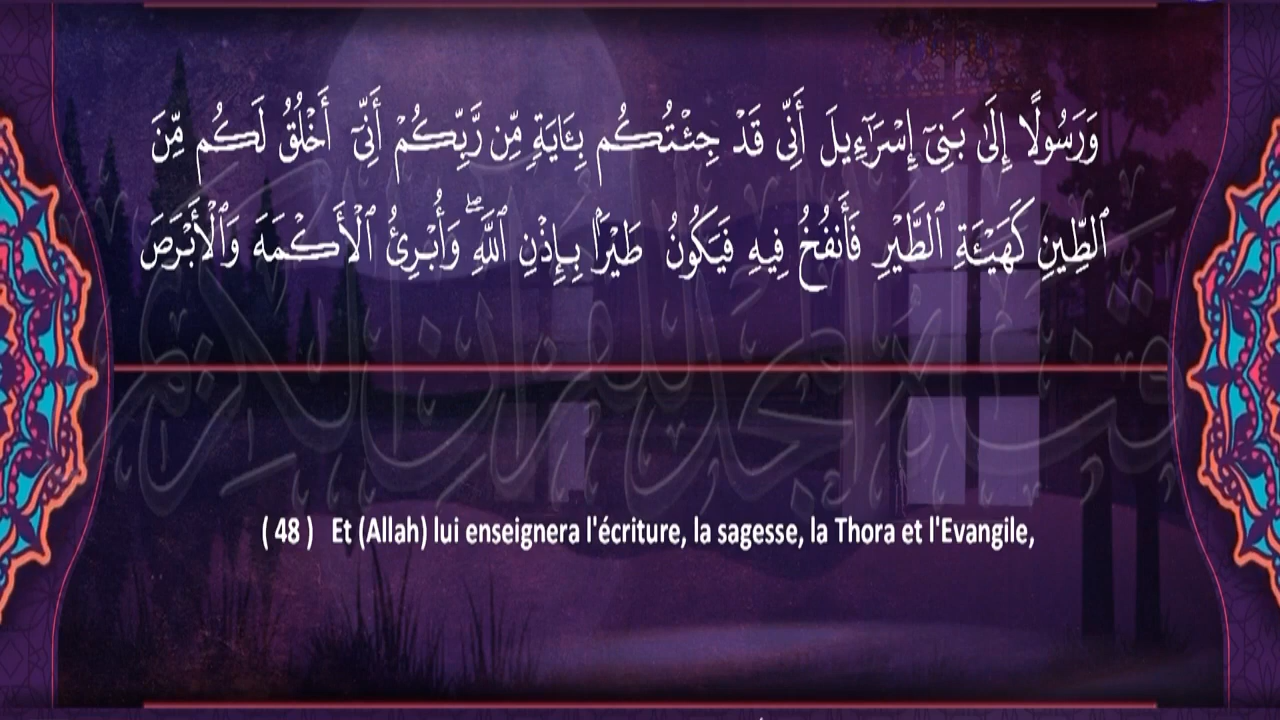 وَرَسُولًا إِلَىٰ بَنِىٓ إِسْرَٰٓءِيلَ أَنِّى قَدْ جِئْتُكُم بِـَٔايَةٍ مِّن رَّبِّكُمْ أَنِّىٓ أَخْلُقُ لَكُم مِّنَ
ٱلطِّينِ كَهَيْـَٔةِ ٱلطَّيْرِ فَأَنفُخُ فِيهِ فَيَكُونُ طَيْرًۢا بِإِذْنِ ٱللَّهِ ۖ وَأُبْرِئُ ٱلْأَكْمَهَ وَٱلْأَبْرَصَ
( 48 ) Et (Allah) lui enseignera l'écriture, la sagesse, la Thora et l'Evangile,